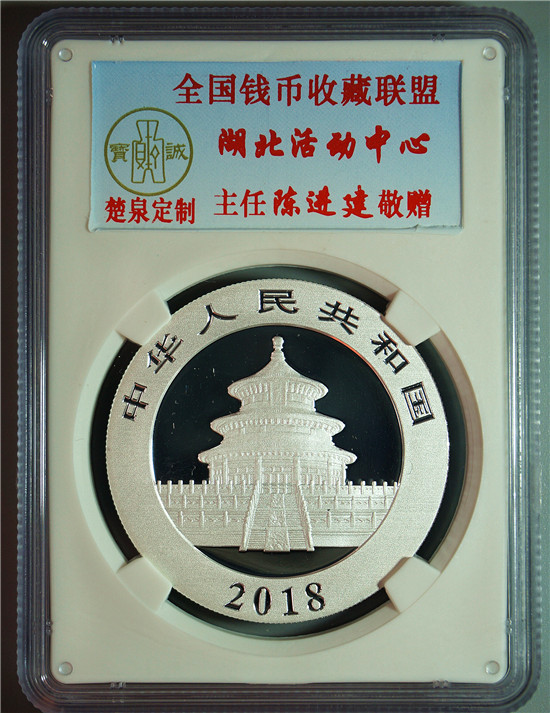 全国钱币收藏联盟
湖北活动中心
寶 誠
楚泉定制 主任陈进建敬赠
中华人民共和国
2018